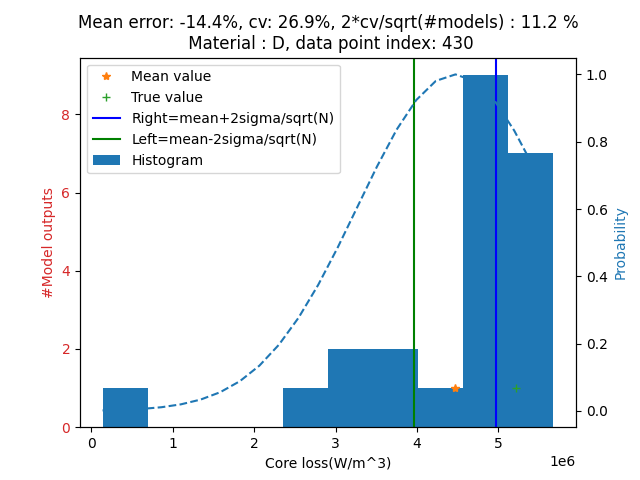 Mean error: -14.4%, cv: 26.9%, 2*cv/sqrt(#models) : 11.2 %
Material : D, data point index: 430
Mean value
True value
Right=mean+2sigma/sqrt(N)
Left=mean-2sigma/sqrt(N)
Histogram
#Model outputs
8
6
4
2
0
Probability
1.0
0.8
0.6
0.4
0.2
0.0
0
1
2
3
4
5
1e6
Core loss(W/m^3)